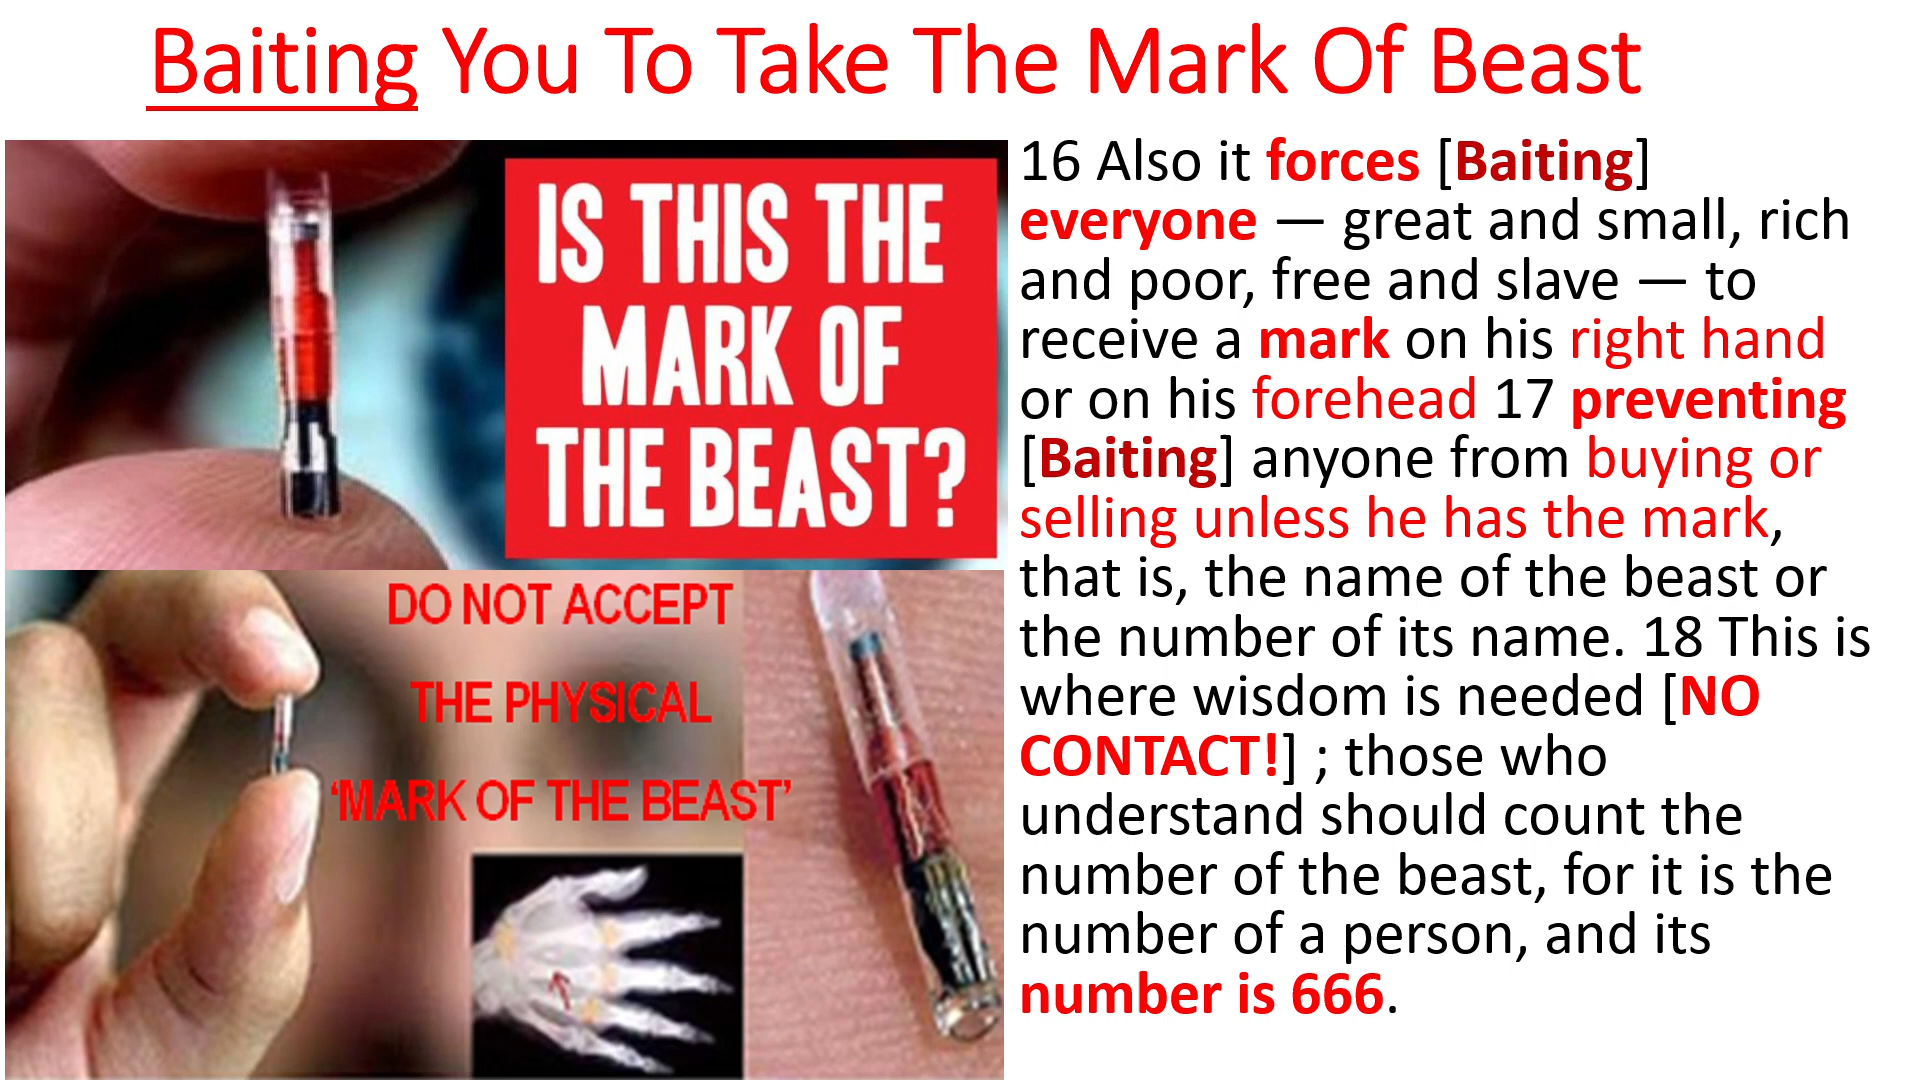 Baiting You To Take The Mark Of Beast
IS THIS THE
MARK OF
THE BEAST?
DO NOT ACCEPT
THE PHYSICAL
‘MARK OF THE BEAST’
16 Also it forces [Baiting]
everyone — great and small, rich
and poor, free and slave — to
receive a mark on his right hand
or on his forehead 17 preventing
[Baiting] anyone from buying or
selling unless he has the mark,
that is, the name of the beast or
the number of its name. 18 This is
where wisdom is needed [NO
CONTACT!] ; those who
understand should count the
number of the beast, for it is the
number of a person, and its
number is 666.